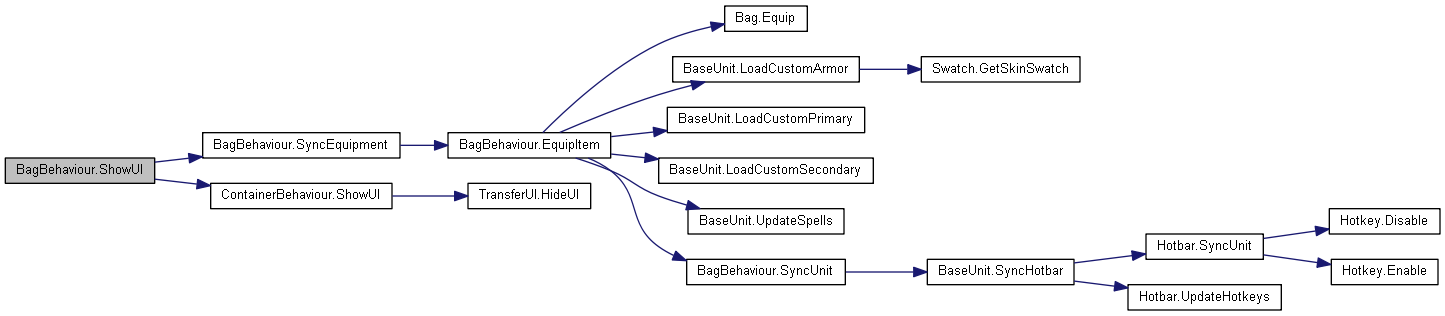 Bag.Equip
BaseUnit.LoadCustomArmor
Swatch.GetSkinSwatch
BaseUnit.LoadCustomPrimary
BagBehaviour.SyncEquipment
BagBehaviour.EquipItem
BagBehaviour.ShowUI
BaseUnit.LoadCustomSecondary
ContainerBehaviour.ShowUI
TransferUI.HideUI
BaseUnit.UpdateSpells
Hotkey.Disable
Hotbar.SyncUnit
BagBehaviour.SyncUnit
BaseUnit.SyncHotbar
Hotkey.Enable
Hotbar.UpdateHotkeys